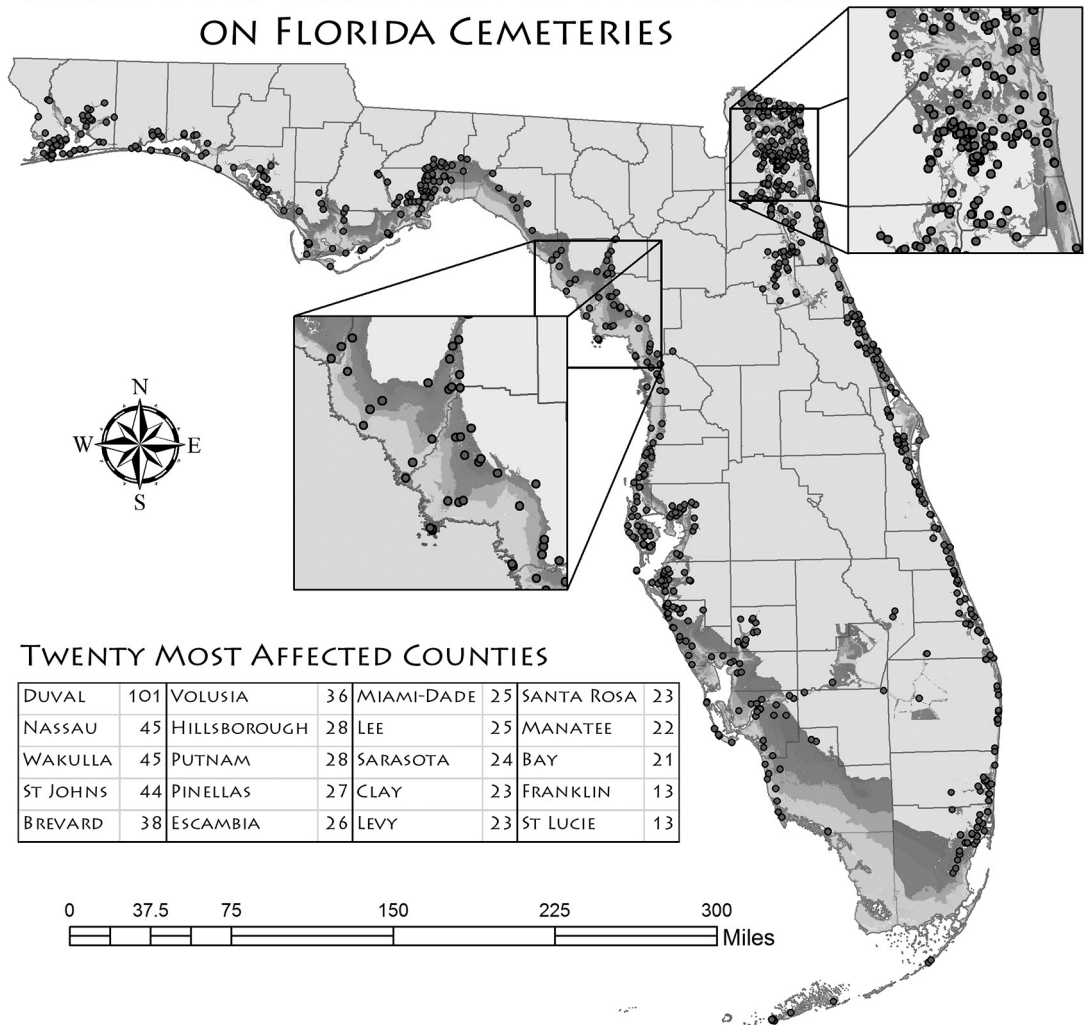 on Florida Cemeteries
N
W E
S
Twenty Most Affected Counties
Duval 101 Volusia 36 Miami-Dade 25 Santa Rosa 23
Nassau 45 Hillsborough 28 Lee 25 Manatee 22
Wakulla 45 Putnam 28 Sarasota 24 Bay 21
St Johns 44 Pinellas 27 Clay 23 Franklin 13
Brevard 38 Escambia 26 Levy 23 St Lucie 13
0 37.5 75 150 225 300
Miles